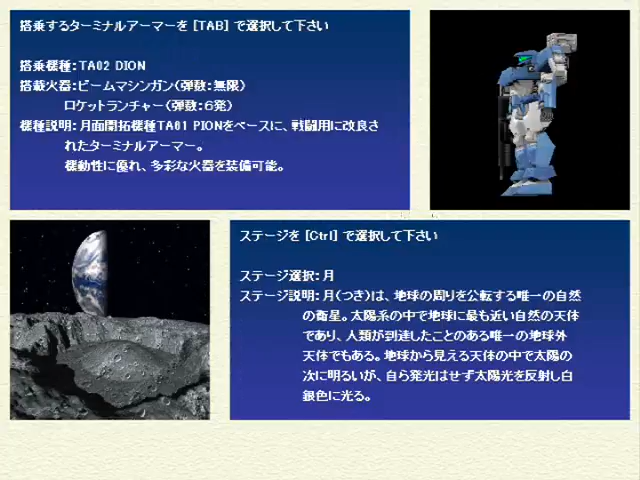 搭乗するターミナルアーマーを [TAB] で選択して下さい
搭乗機種：TA02 DION
搭載火器：ビームマシンガン（弾数：無限）
ロケットランチャー（弾数：6発）
機種説明：月面開拓機種TA01 PIONをベースに、戦闘用に改良さ
れたターミナルアーマー。
機動性に優れ、多彩な火器を装備可能。
ステージを [Ctrl] で選択して下さい
ステージ選択：月
ステージ説明：月（つき）は、地球の周りを公転する唯一の自然
の衛星。太陽系の中で地球に最も近い自然の天体
であり、人類が到達したことのある唯一の地球外
天体でもある。地球から見える天体の中で太陽の
次に明るいが、自ら発光はせず太陽光を反射し白
銀色に光る。